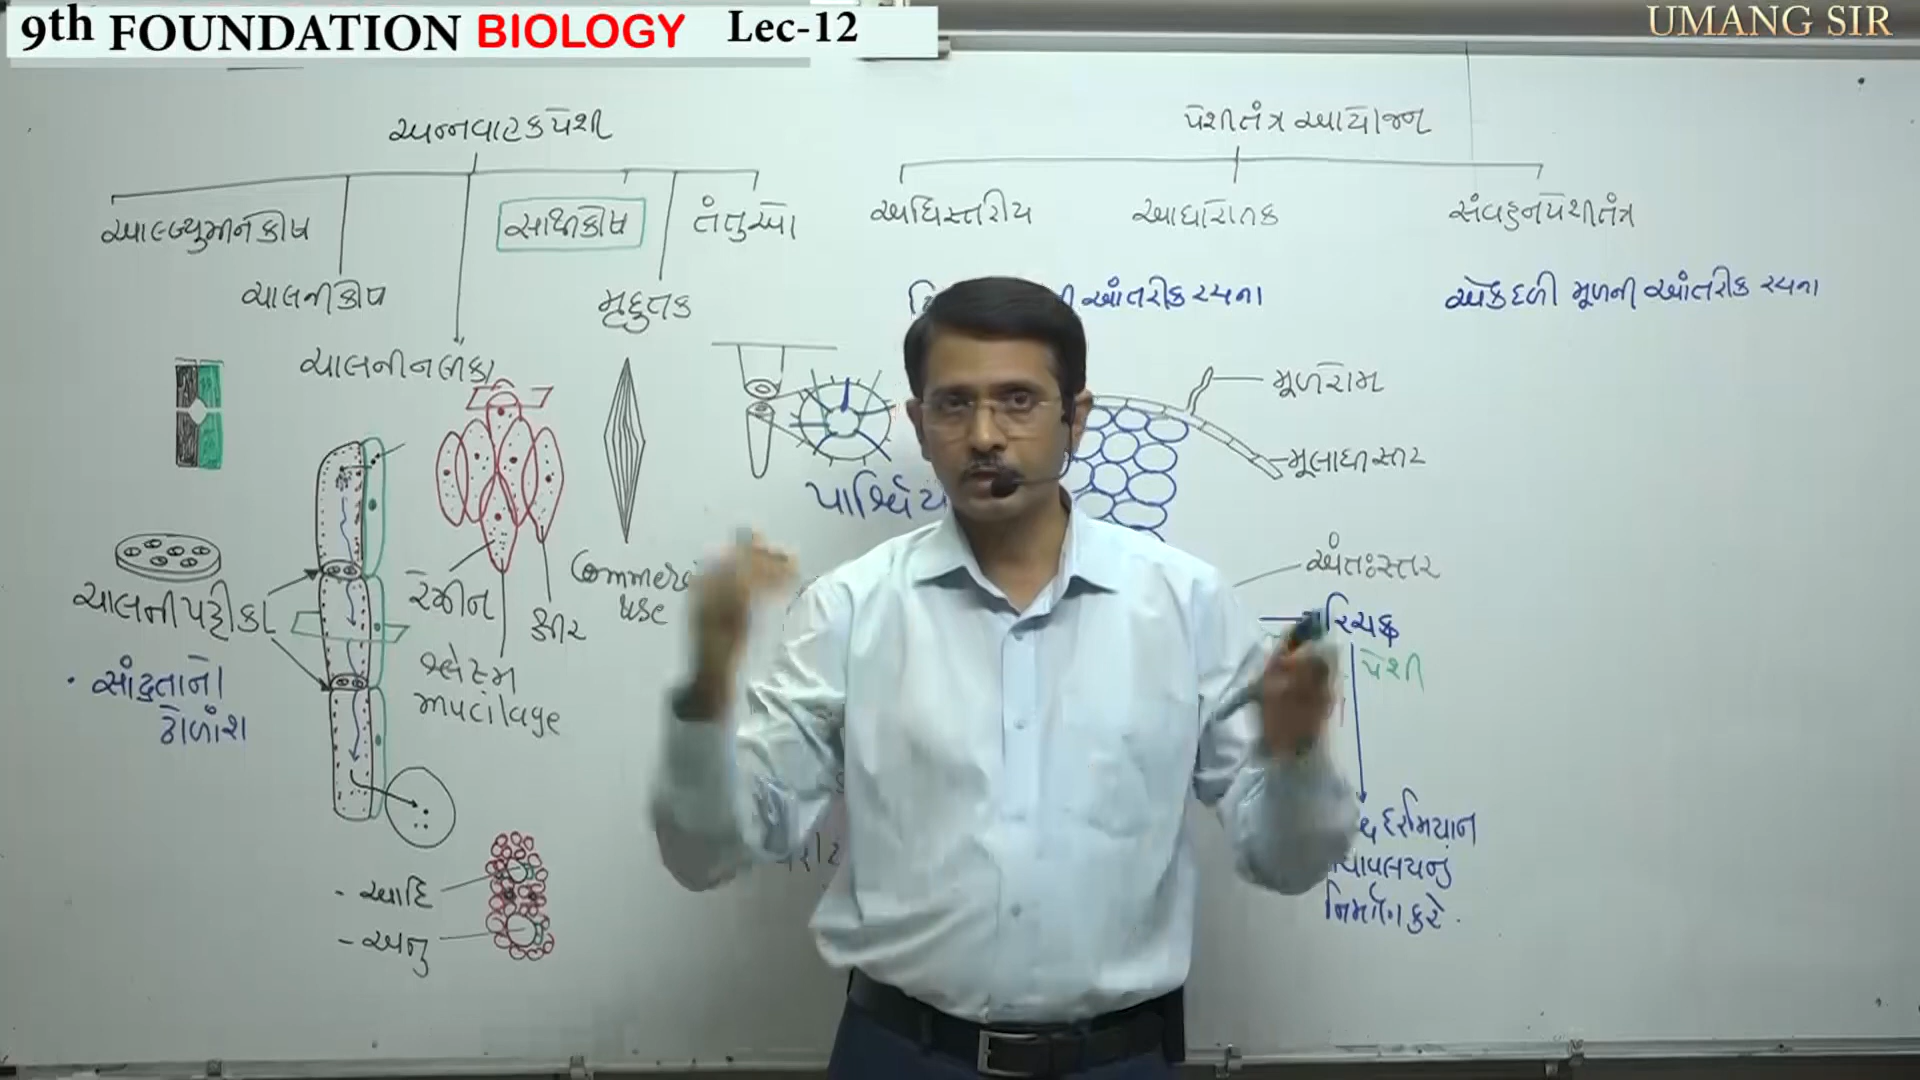 9th FOUNDATION BIOLOGY Lec-12
UMANG SIR
અન્નવાહક પેશી
આલ્બ્યુમીન કોષ
ચાલની કોષ
ચાલની નલીકા
સાથીકોષ
મૃદુતક
તંતુઓ
ચાલનીપટ્ટીકા
• સાંદ્રતાનો
ઢોળાંશ
રેઝીન
શ્લેષ્મ
mucilage
ક્ષીર
use
- આદિ
- અનુ
પેશીતંત્ર આયોજન
અધિસ્તરીય
આધારોતક
સંવહનપેશીતંત્ર
આંતરીક રચના
એકદળી મૂળની આંતરીક રચના
મૂળરોમ
મૂલાધિસ્તર
અંતઃસ્તર
પેશી
દરમિયાન
નિર્માણ કરે.